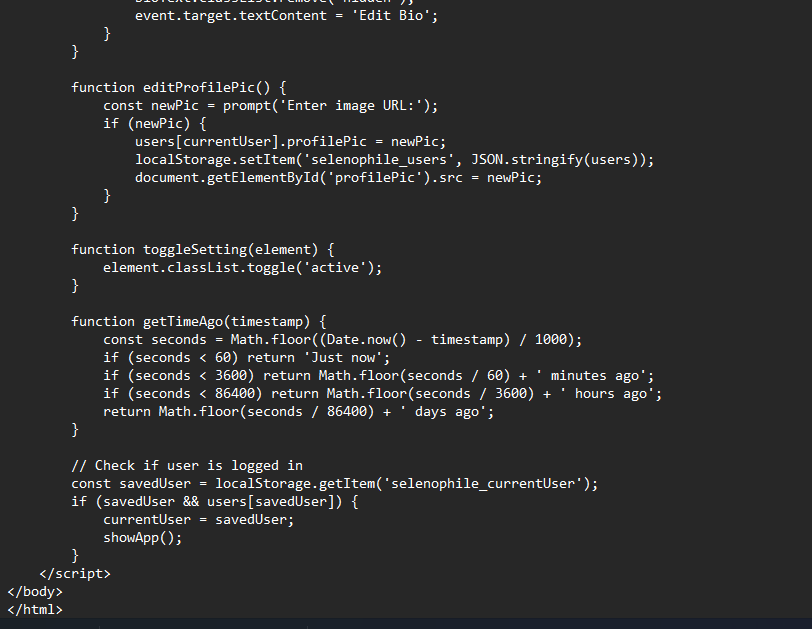 bioText.classList.remove('hidden');
event.target.textContent = 'Edit Bio';
}
}
function editProfilePic() {
const newPic = prompt('Enter image URL:');
if (newPic) {
users[currentUser].profilePic = newPic;
localStorage.setItem('selenophile_users', JSON.stringify(users));
document.getElementById('profilePic').src = newPic;
}
}
function toggleSetting(element) {
element.classList.toggle('active');
}
function getTimeAgo(timestamp) {
const seconds = Math.floor((Date.now() - timestamp) / 1000);
if (seconds < 60) return 'Just now';
if (seconds < 3600) return Math.floor(seconds / 60) + ' minutes ago';
if (seconds < 86400) return Math.floor(seconds / 3600) + ' hours ago';
return Math.floor(seconds / 86400) + ' days ago';
}
// Check if user is logged in
const savedUser = localStorage.getItem('selenophile_currentUser');
if (savedUser && users[savedUser]) {
currentUser = savedUser;
showApp();
}
</script>
</body>
</html>